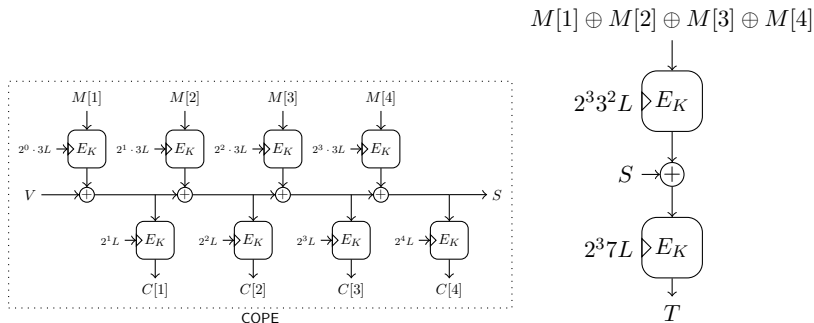 M[1] ⊕ M[2] ⊕ M[3] ⊕ M[4]
M[1] M[2] M[3] M[4]
2⁰ · 3L E_K 2¹ · 3L E_K 2² · 3L E_K 2³ · 3L E_K
V S
2¹L E_K 2²L E_K 2³L E_K 2⁴L E_K
C[1] C[2] C[3] C[4]
COPE
2³3²L E_K
S
2³7L E_K
T